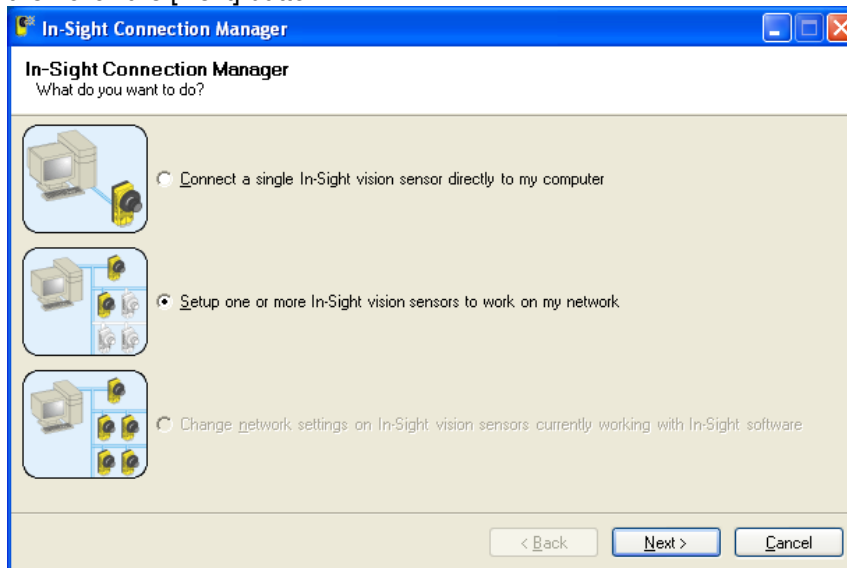 In-Sight Connection Manager
In-Sight Connection Manager
What do you want to do?
Connect a single In-Sight vision sensor directly to my computer
Setup one or more In-Sight vision sensors to work on my network
Change network settings on In-Sight vision sensors currently working with In-Sight software
< Back Next > Cancel